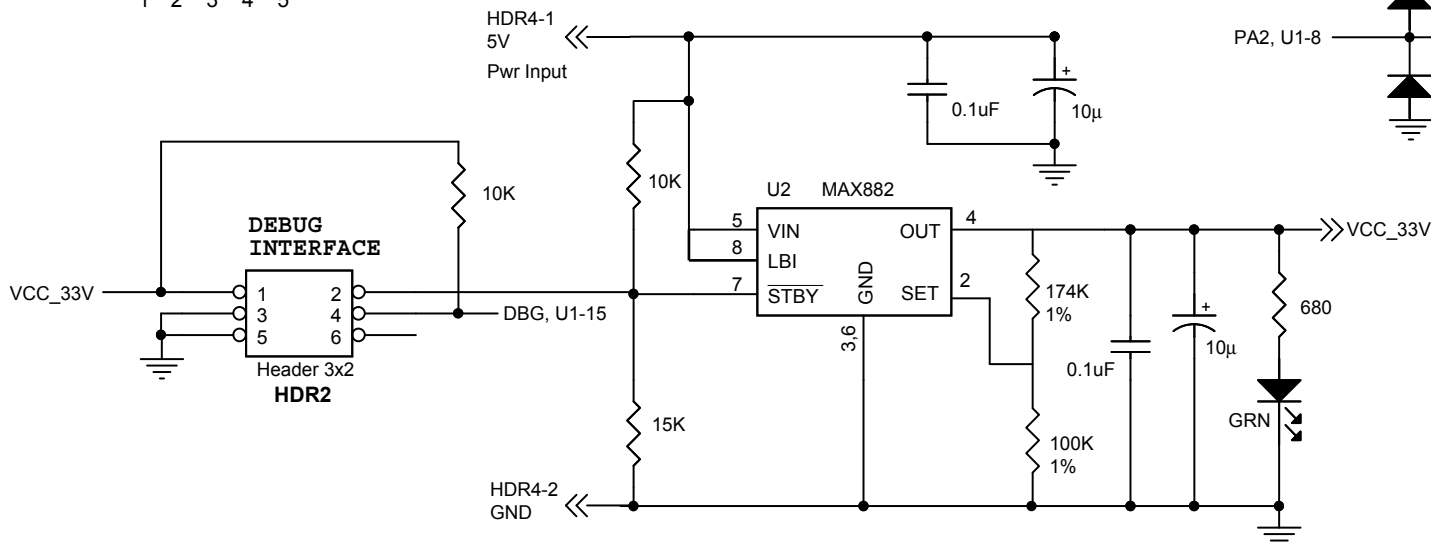 1 2 3 4 5
HDR4-1
5V
Pwr Input
PA2, U1-8
0.1uF
+
10µ
10K
10K
U2 MAX882
DEBUG
INTERFACE
5 VIN OUT 4
8 LBI
7 STBY GND SET 2
3,6
VCC_33V
VCC_33V
1 2
3 4
5 6
DBG, U1-15
Header 3x2
HDR2
174K
1%
0.1uF
+
10µ
680
GRN
15K
100K
1%
HDR4-2
GND